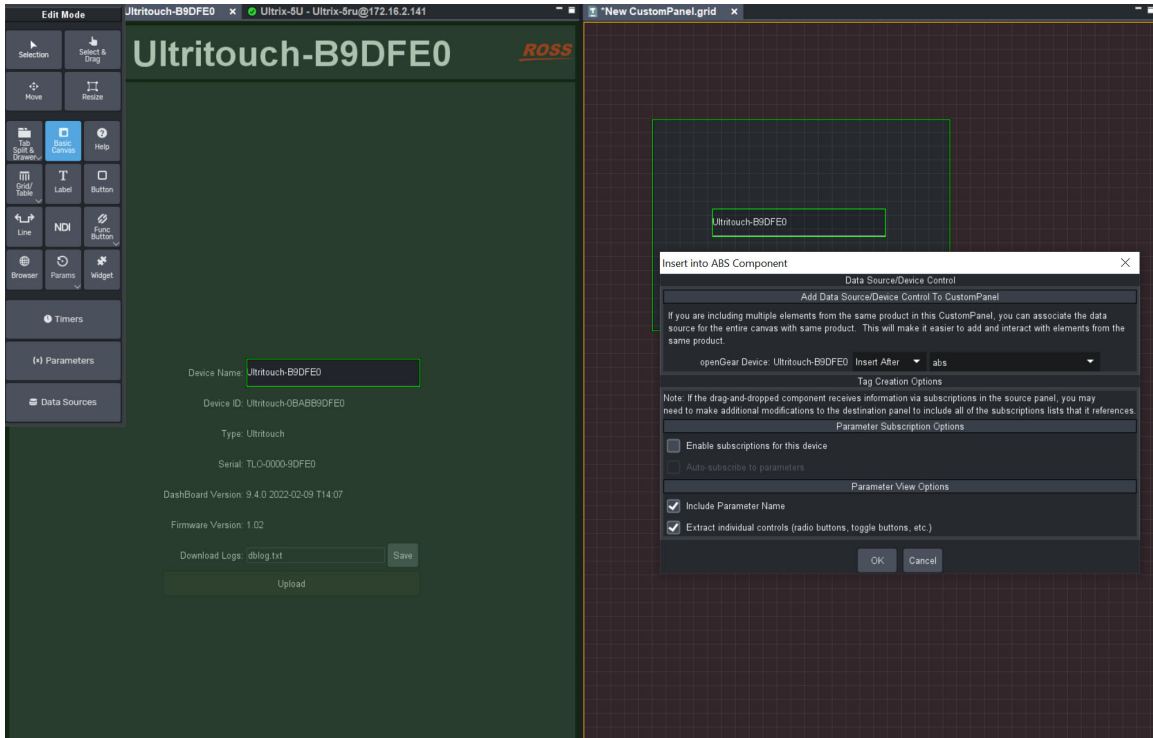 Edit Mode
Ultritouch-B9DFE0 × Ultrix-5U - Ultrix-5ru@172.16.2.141
*New CustomPanel.grid ×
Selection
Select &
Drag
Move
Resize
Tab
Split &
Drawer
Basic
Canvas
Help
Grid/
Table
Label
Button
Line
NDI
Func
Button
Browser
Params
Widget
Timers
Parameters
Data Sources
Ultritouch-B9DFE0
ROSS
Device Name: Ultritouch-B9DFE0
Device ID: Ultritouch-0BABB9DFE0
Type: Ultritouch
Serial: TLO-0000-9DFE0
DashBoard Version: 9.4.0 2022-02-09 T14:07
Firmware Version: 1.02
Download Logs: dblog.txt Save
Upload
Ultritouch-B9DFE0
Insert into ABS Component
Data Source/Device Control
Add Data Source/Device Control To CustomPanel
If you are including multiple elements from the same product in this CustomPanel, you can associate the data
source for the entire canvas with same product. This will make it easier to add and interact with elements from the
same product.
openGear Device: Ultritouch-B9DFE0 Insert After abs
Tag Creation Options
Note: If the drag-and-dropped component receives information via subscriptions in the source panel, you may
need to make additional modifications to the destination panel to include all of the subscriptions lists that it references.
Parameter Subscription Options
Enable subscriptions for this device
Auto-subscribe to parameters
Parameter View Options
Include Parameter Name
Extract individual controls (radio buttons, toggle buttons, etc.)
OK Cancel